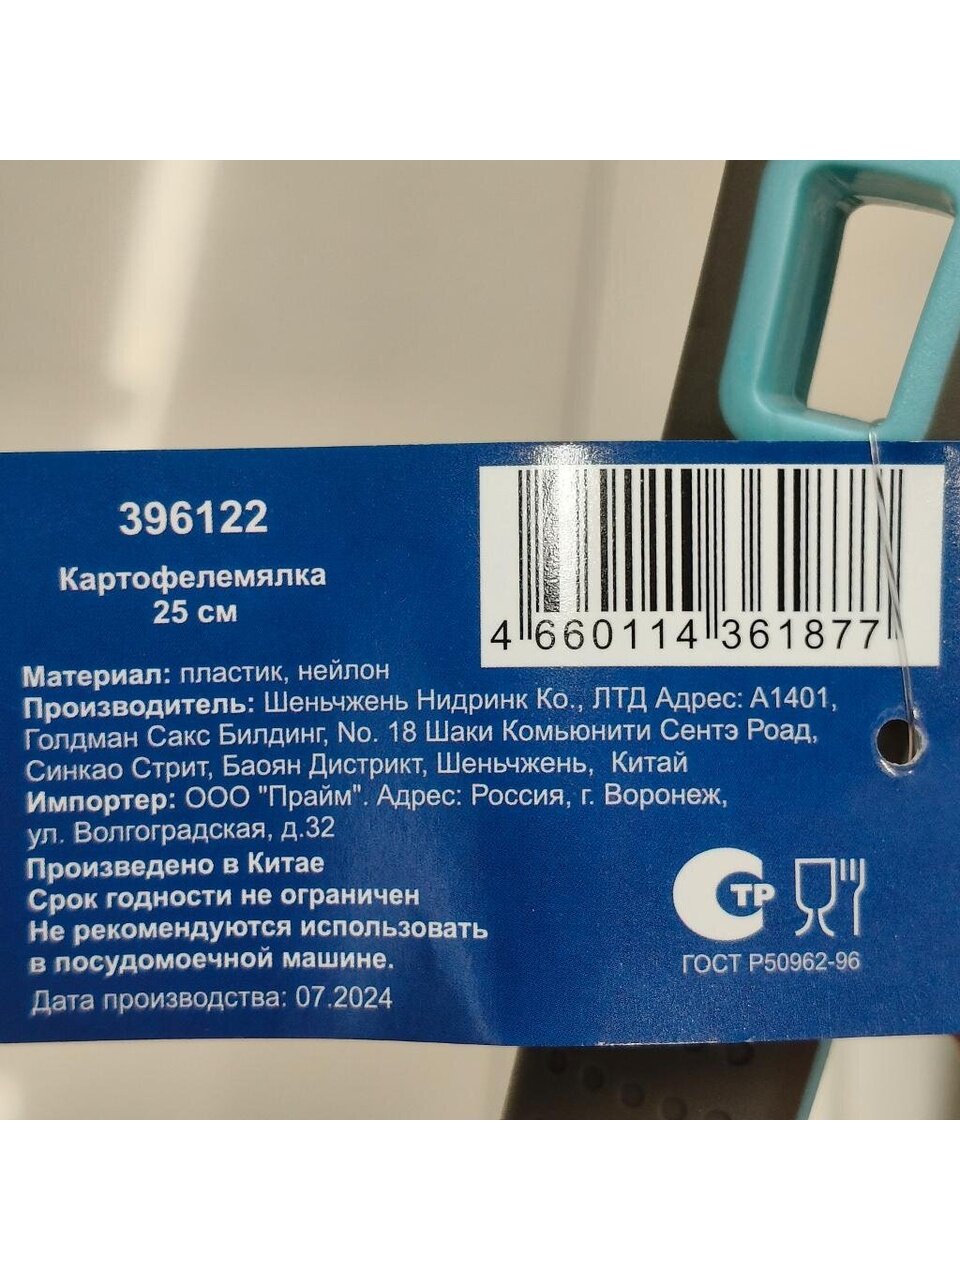 396122
Картофелемялка
25 см
4 660114 361877
Материал: пластик, нейлон
Производитель: Шеньчжень Нидринк Ко., ЛТД Адрес: А1401,
Голдман Сакс Билдинг, No. 18 Шаки Комьюнити Сентэ Роад,
Синкао Стрит, Баоян Дистрикт, Шеньчжень, Китай
Импортер: ООО "Прайм". Адрес: Россия, г. Воронеж,
ул. Волгоградская, д.32
Произведено в Китае
Срок годности не ограничен
Не рекомендуются использовать
в посудомоечной машине.
Дата производства: 07.2024
СТР
ГОСТ Р50962-96